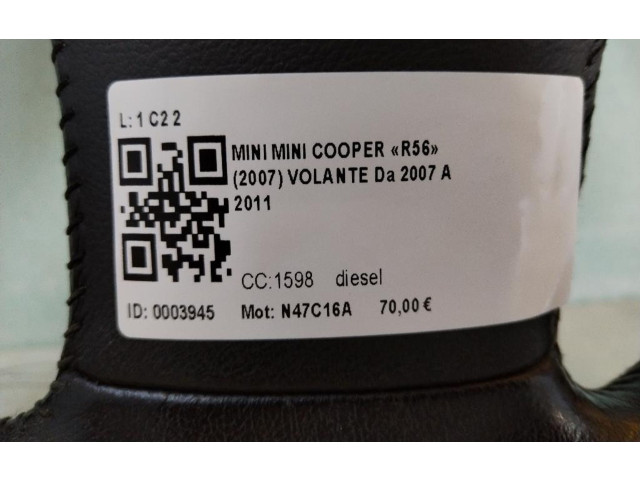 L: 1 C2 2
MINI MINI COOPER «R56»
(2007) VOLANTE Da 2007 A
2011
CC:1598 diesel
ID: 0003945 Mot: N47C16A 70,00 €